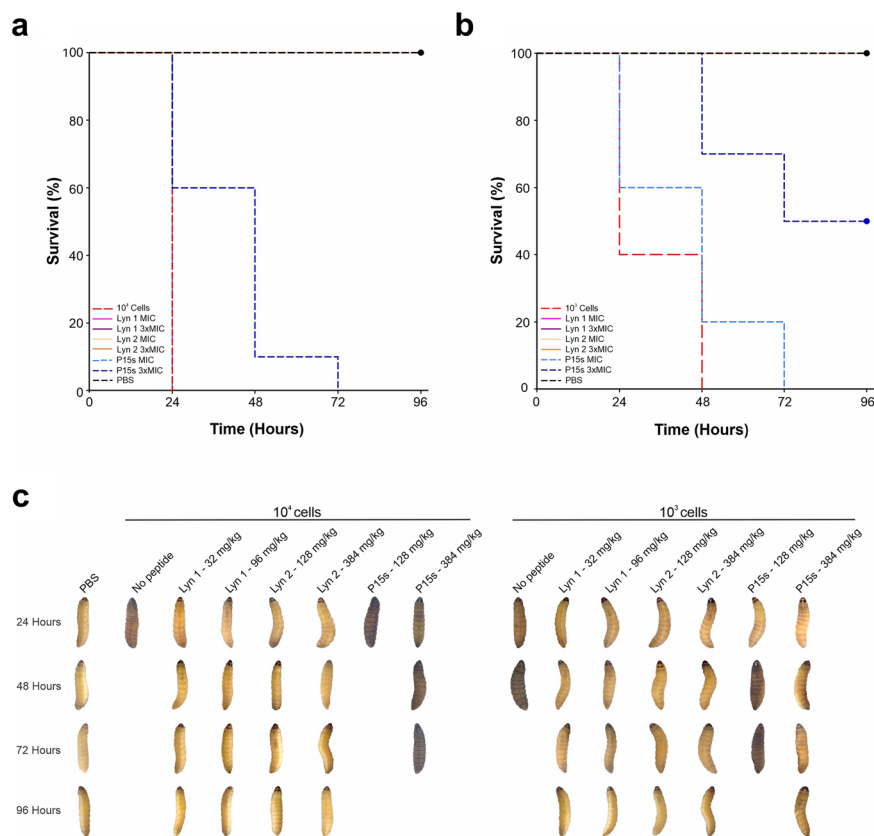 a
100
80
60
40
20
0
Survival (%)
10⁴ Cells
Lyn 1 MIC
Lyn 1 3xMIC
Lyn 2 MIC
Lyn 2 3xMIC
P15s MIC
P15s 3xMIC
PBS
0 24 48 72 96
Time (Hours)
b
100
80
60
40
20
0
Survival (%)
10³ Cells
Lyn 1 MIC
Lyn 1 3xMIC
Lyn 2 MIC
Lyn 2 3xMIC
P15s MIC
P15s 3xMIC
PBS
0 24 48 72 96
Time (Hours)
c
10⁴ cells
10³ cells
PBS
No peptide
Lyn 1 - 32 mg/kg
Lyn 1 - 96 mg/kg
Lyn 2 - 128 mg/kg
Lyn 2 - 384 mg/kg
P15s - 128 mg/kg
P15s - 384 mg/kg
No peptide
Lyn 1 - 32 mg/kg
Lyn 1 - 96 mg/kg
Lyn 2 - 128 mg/kg
Lyn 2 - 384 mg/kg
P15s - 128 mg/kg
P15s - 384 mg/kg
24 Hours
48 Hours
72 Hours
96 Hours